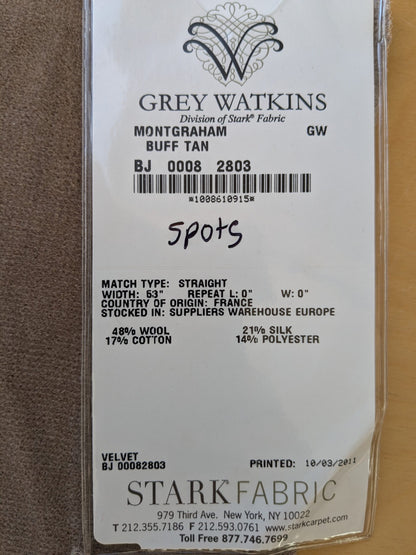 GREY WATKINS
Division of Stark® Fabric
MONTGRAHAM GW
BUFF TAN
BJ 0008 2803
*1008610915*
spots
MATCH TYPE: STRAIGHT
WIDTH: 53" REPEAT L: 0" W: 0"
COUNTRY OF ORIGIN: FRANCE
STOCKED IN: SUPPLIERS WAREHOUSE EUROPE
48% WOOL 21% SILK
17% COTTON 14% POLYESTER
VELVET
BJ 00082803 PRINTED: 10/03/2011
STARK FABRIC
979 Third Ave. New York, NY 10022
T 212.355.7186 F 212.593.0761 www.starkcarpet.com
Toll Free 877.746.7699